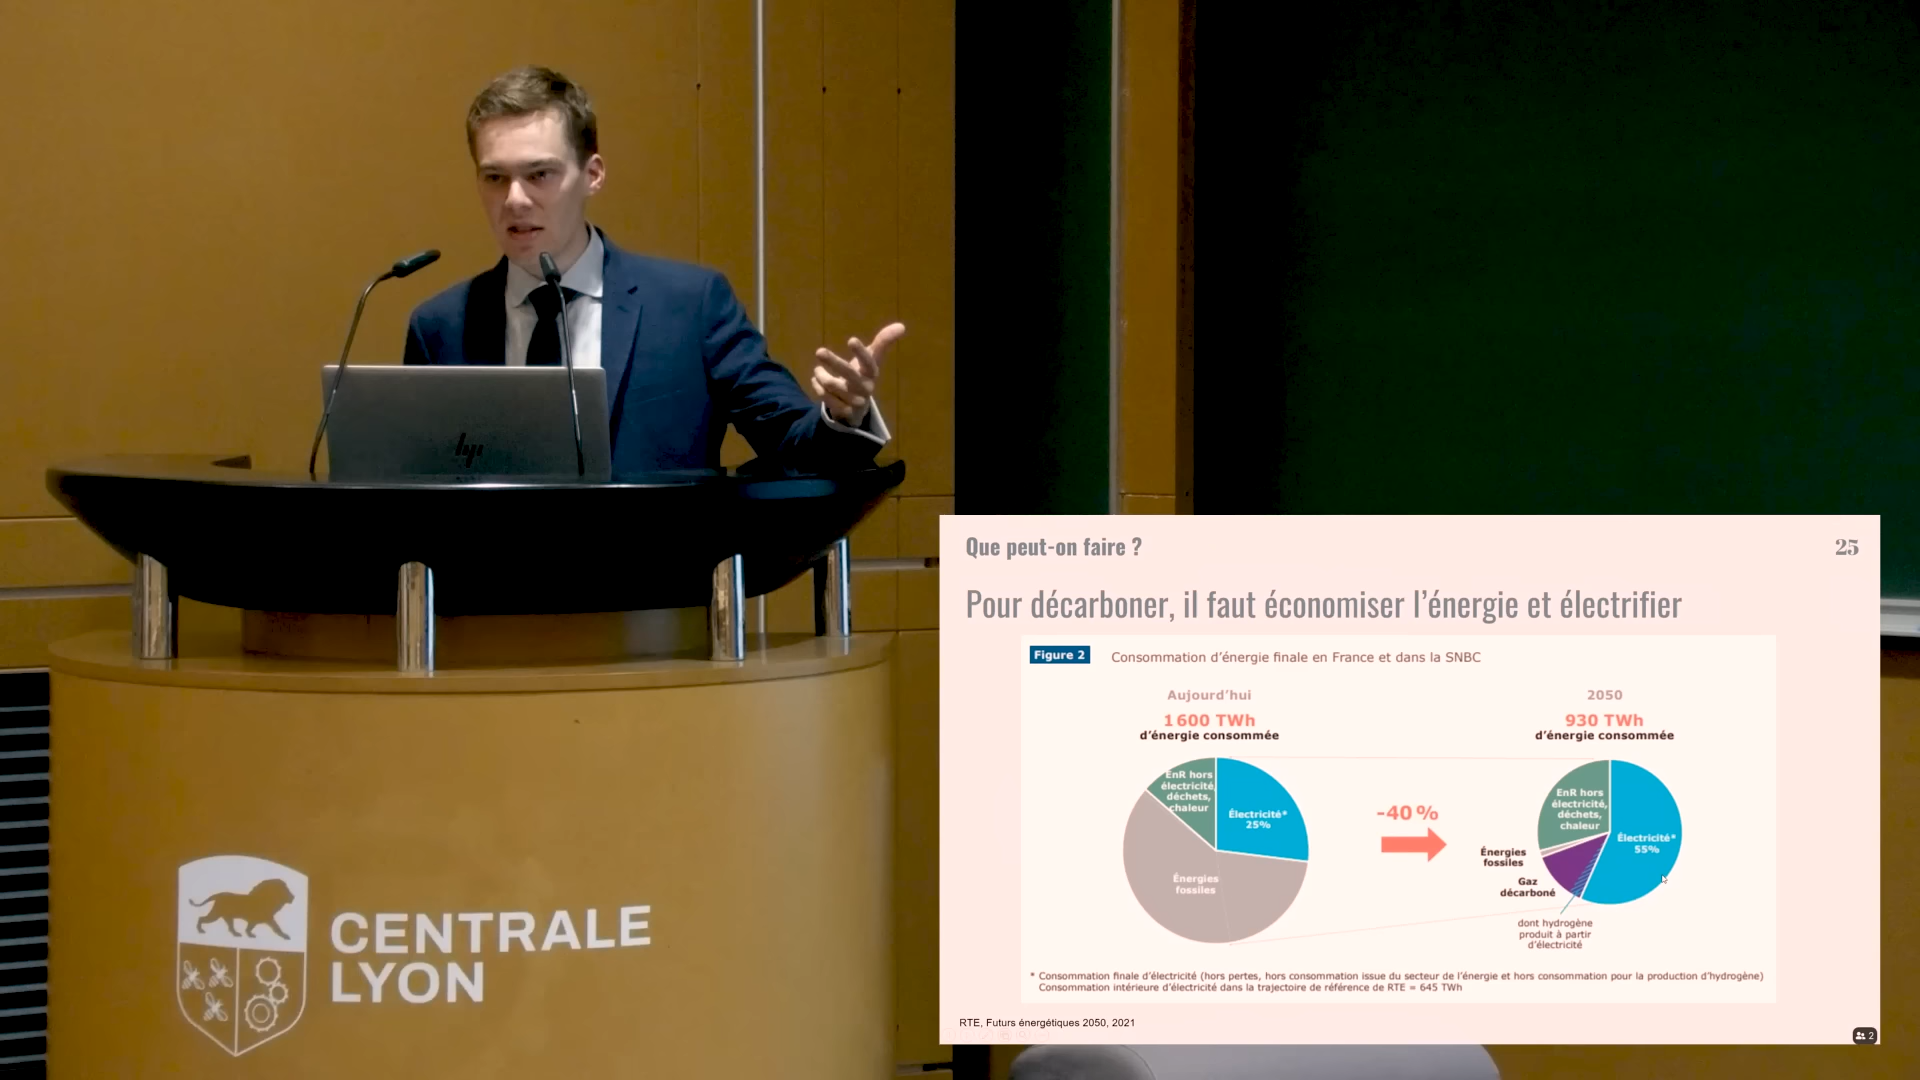 hp
CENTRALE
LYON
Que peut-on faire ?
25
Pour décarboner, il faut économiser l'énergie et électrifier
Figure 2
Consommation d'énergie finale en France et dans la SNBC
Aujourd'hui
1 600 TWh
d'énergie consommée
EnR hors
électricité,
déchets,
chaleur
Électricité*
25%
Énergies
fossiles
-40 %
2050
930 TWh
d'énergie consommée
EnR hors
électricité,
déchets,
chaleur
Électricité*
55%
Énergies
fossiles
Gaz
décarboné
dont hydrogène
produit à partir
d'électricité
* Consommation finale d'électricité (hors pertes, hors consommation issue du secteur de l'énergie et hors consommation pour la production d'hydrogène)
Consommation intérieure d'électricité dans la trajectoire de référence de RTE = 645 TWh
RTE, Futurs énergétiques 2050, 2021
2